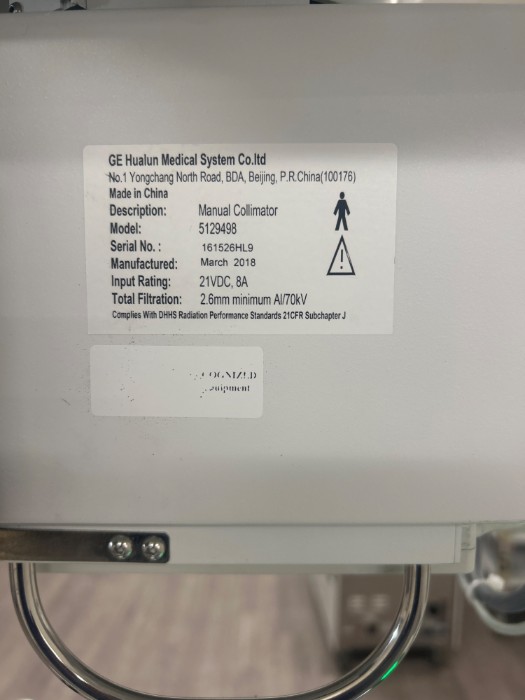 GE Hualun Medical System Co.ltd
No.1 Yongchang North Road, BDA, Beijing, P.R.China(100176)
Made in China
Description: Manual Collimator
Model: 5129498
Serial No. : 161526HL9
Manufactured: March 2018
Input Rating: 21VDC, 8A
Total Filtration: 2.6mm minimum Al/70kV
Complies With DHHS Radiation Performance Standards 21CFR Subchapter J